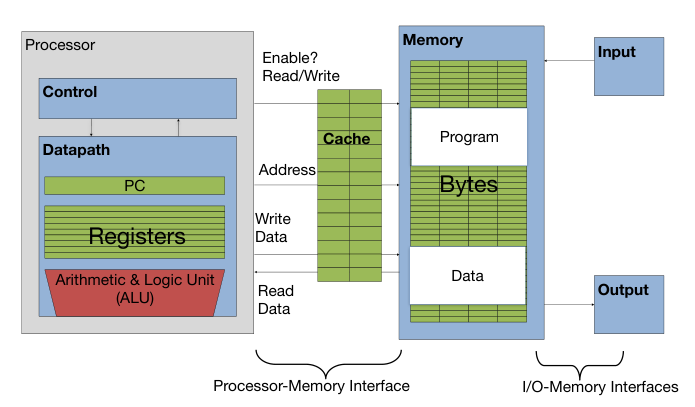 Processor
Control
Datapath
PC
Registers
Arithmetic & Logic Unit
(ALU)
Enable?
Read/Write
Cache
Address
Write
Data
Read
Data
Memory
Program
Bytes
Data
Input
Output
Processor-Memory Interface
I/O-Memory Interfaces